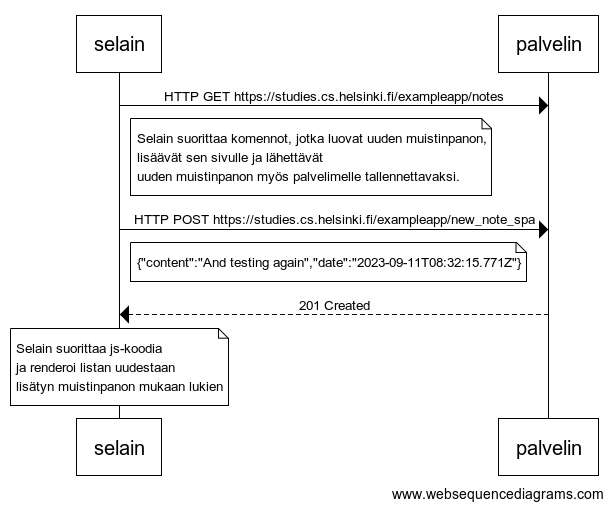 selain
palvelin
HTTP GET https://studies.cs.helsinki.fi/exampleapp/notes
Selain suorittaa komennot, jotka luovat uuden muistinpanon,
lisäävät sen sivulle ja lähettävät
uuden muistinpanon myös palvelimelle tallennettavaksi.
HTTP POST https://studies.cs.helsinki.fi/exampleapp/new_note_spa
{"content":"And testing again","date":"2023-09-11T08:32:15.771Z"}
201 Created
Selain suorittaa js-koodia
ja renderoi listan uudestaan
lisätyn muistinpanon mukaan lukien
selain
palvelin
www.websequencediagrams.com